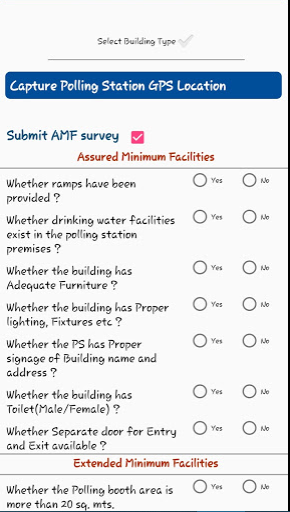 Select Building Type
Capture Polling Station GPS Location
Submit AMF survey
Assured Minimum Facilities
Whether ramps have been
provided ?
Yes
No
Whether drinking water facilities
exist in the polling station
premises ?
Yes
No
Whether the building has
Adequate Furniture ?
Yes
No
Whether the building has Proper
lighting, Fixtures etc ?
Yes
No
Whether the PS has Proper
signage of Building name and
address ?
Yes
No
Whether the building has
Toilet(Male/Female) ?
Yes
No
Whether Separate door for Entry
and Exit available ?
Yes
No
Extended Minimum Facilities
Whether the Polling booth area is
more than 20 sq. mts.
Yes
No